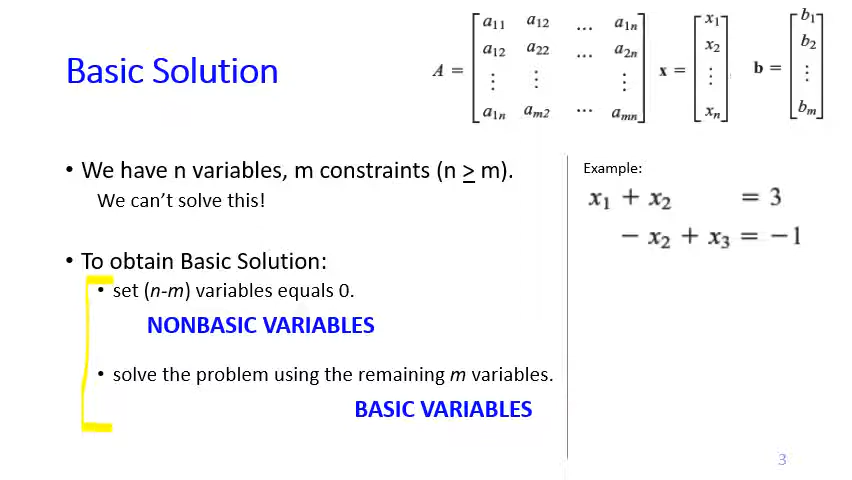 Basic Solution
A = [a11 a12 ... a1n
a12 a22 ... a2n
⋮ ⋮ ⋮
a1n am2 ... amn]
x = [x1
x2
⋮
xn]
b = [b1
b2
⋮
bm]
• We have n variables, m constraints (n ≥ m).
We can’t solve this!
• To obtain Basic Solution:
• set (n-m) variables equals 0.
NONBASIC VARIABLES
• solve the problem using the remaining m variables.
BASIC VARIABLES
Example:
x1 + x2 = 3
− x2 + x3 = −1
3